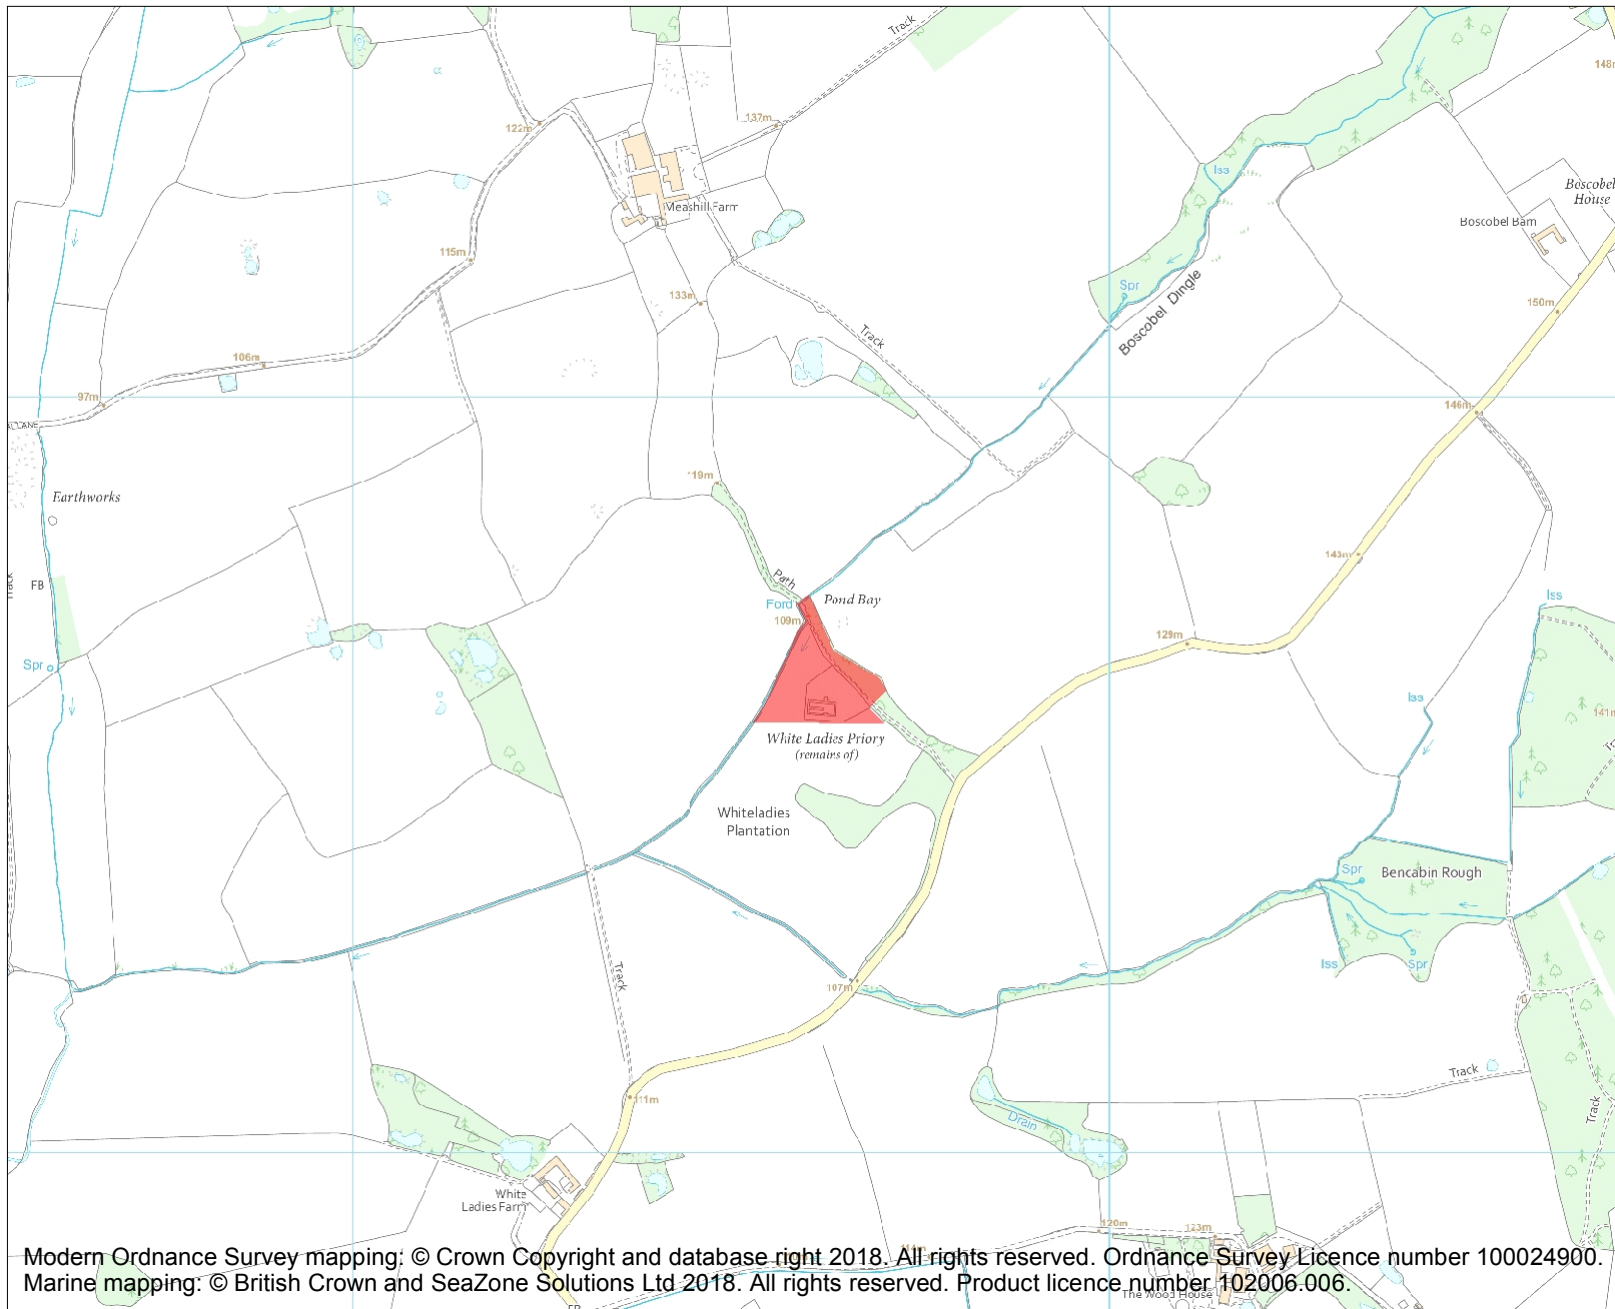 Track
148m
122m
137m
Meashill Farm
Iss
Boscobel
House
Boscobel Barn
115m
133m
Spr
Boscobel Dingle
150m
Track
106m
97m
146m
LANE
119m
Earthworks
143m
FB
Path
Ford
Pond Bay
109m
Iss
129m
Spr
Iss
141m
White Ladies Priory
(remains of)
Whiteladies
Plantation
Spr
Bencabin Rough
Track
Iss
Spr
107m
Track
111m
Track
Drain
White
Ladies Farm
120m
123m
Modern Ordnance Survey mapping: © Crown Copyright and database right 2018. All rights reserved. Ordnance Survey Licence number 100024900.
Marine mapping: © British Crown and SeaZone Solutions Ltd 2018. All rights reserved. Product licence number 102006.006.
The Wood House
FB